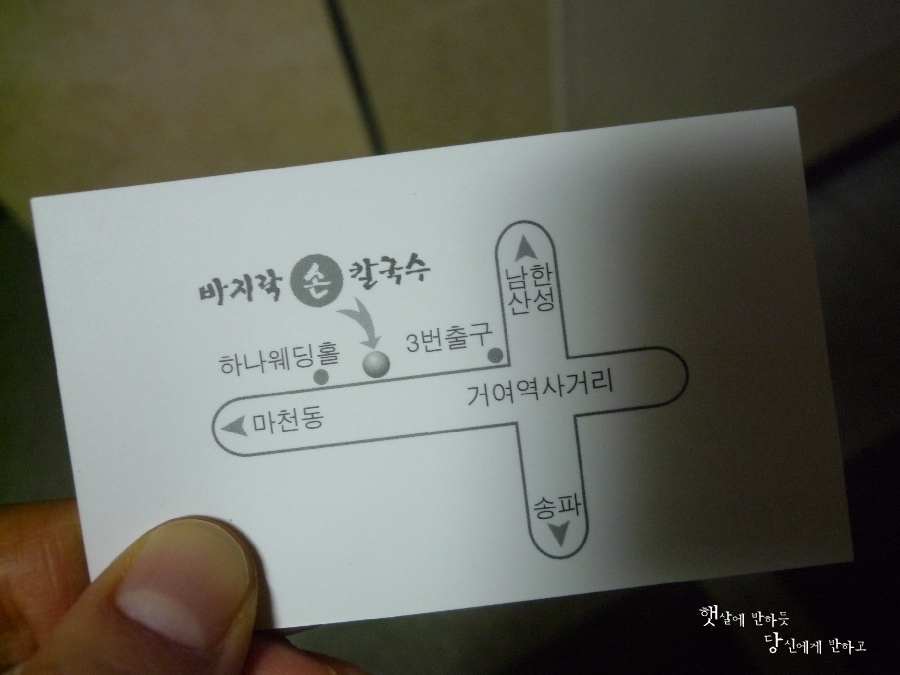 바지락 손 칼국수
남한
산성
3번출구
하나웨딩홀
거여역사거리
마천동
송파
햇살에 반하듯
당신에게 반하고